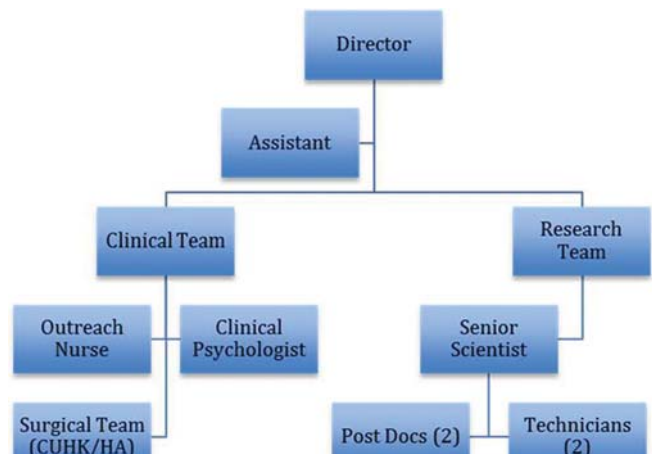 Director
Assistant
Clinical Team
Research
Team
Outreach
Nurse
Clinical
Psychologist
Senior
Scientist
Surgical Team
(CUHK/HA)
Post Docs (2)
Technicians
(2)